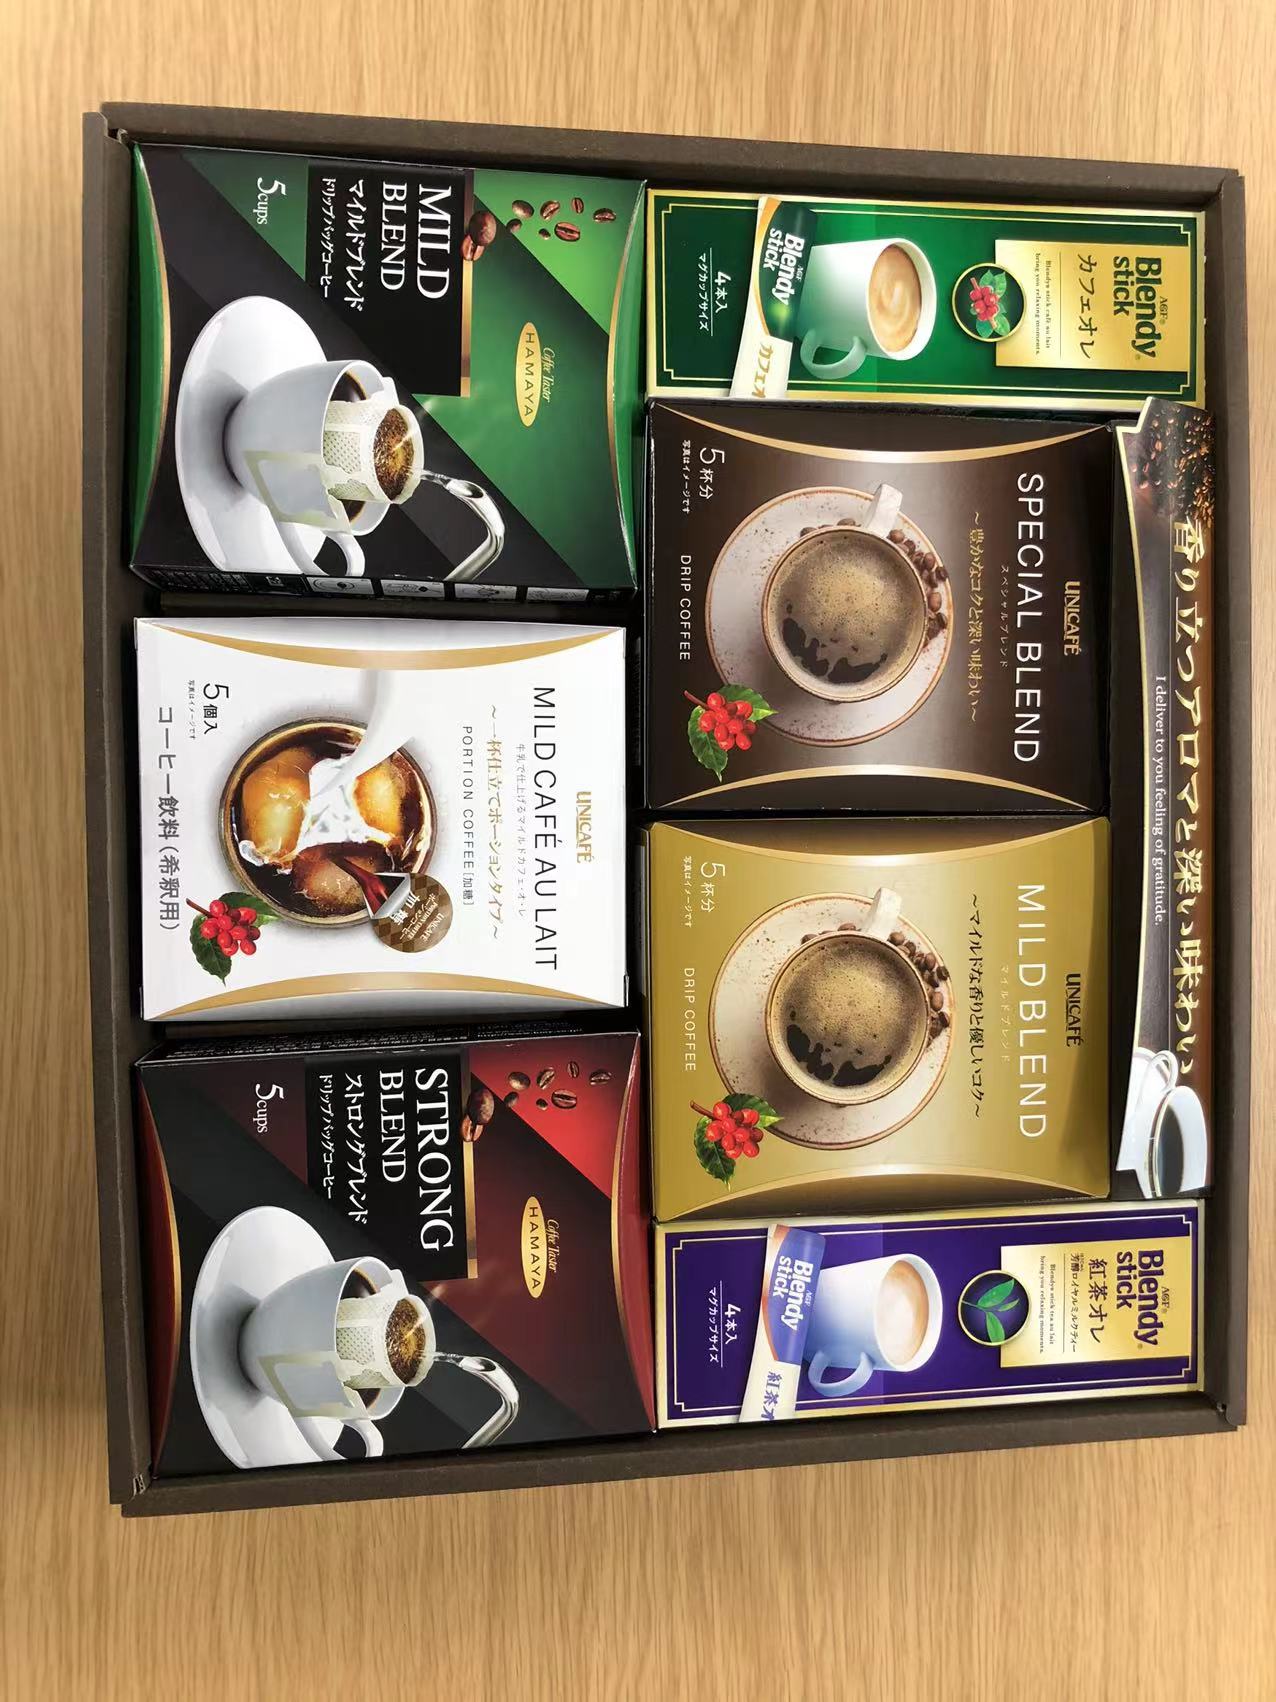 香り立つアロマと深い味わい
I deliver to you feeling of gratitude.
AGF®
Blendy®
stick
カフェオレ
Blendy® stick café au lait
bring you relaxing moments.
AGF
Blendy
stick
カフェオ
4本入
マグカップサイズ
UNICAFÉ
SPECIAL BLEND
スペシャルブレンド
～豊かなコクと深い味わい～
5杯分
写真はイメージです
DRIP COFFEE
UNICAFÉ
MILD BLEND
マイルドブレンド
～マイルドな香りと優しいコク～
5杯分
写真はイメージです
DRIP COFFEE
AGF®
Blendy®
stick
紅茶オレ
芳醇ロイヤルミルクティー
Blendy® stick tea au lait
bring you relaxing moments.
AGF
Blendy
stick
紅茶オ
4本入
マグカップサイズ
Coffee Taster
HAMAYA
MILD
BLEND
マイルドブレンド
ドリップバッグコーヒー
5cups
UNICAFÉ
MILD CAFÉ AU LAIT
牛乳で仕上げるマイルドカフェ・オ・レ
～一杯仕立てポーションタイプ～
PORTION COFFEE［加糖］
UNICAFÉ
PORTION COFFEE
ポーションコーヒー
加糖
5個入
写真はイメージです
コーヒー飲料（希釈用）
Coffee Taster
HAMAYA
STRONG
BLEND
ストロングブレンド
ドリップバッグコーヒー
5cups